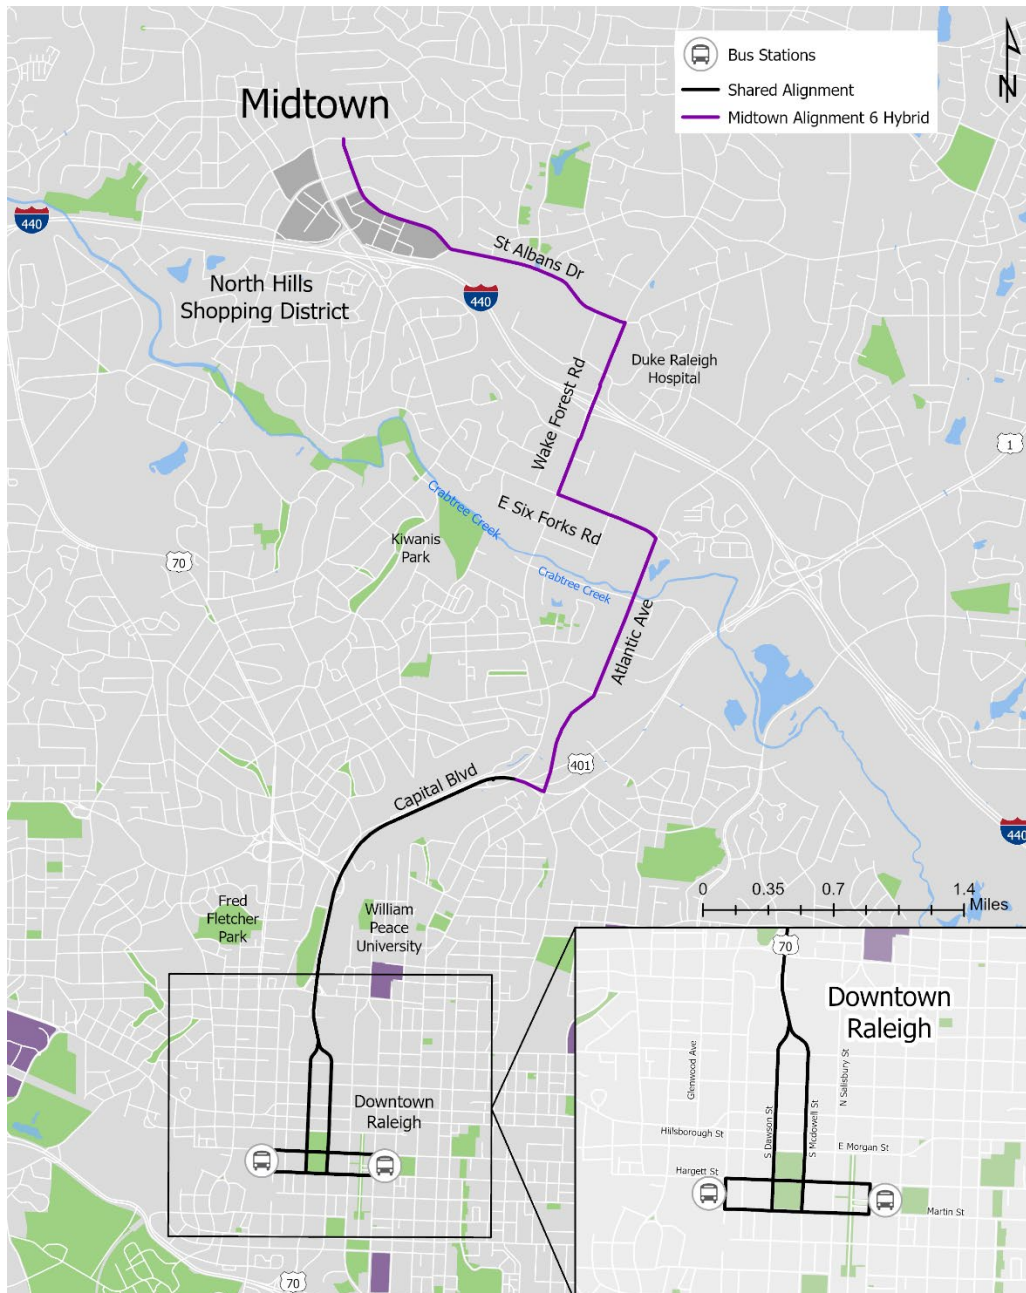 Bus Stations
Shared Alignment
Midtown Alignment 6 Hybrid
N
Midtown
440
St Albans Dr
North Hills
Shopping District
440
Duke Raleigh
Hospital
Wake Forest Rd
1
Crabtree Creek
E Six Forks Rd
Kiwanis
Park
70
Crabtree Creek
Atlantic Ave
401
Capital Blvd
440
0
0.35
0.7
1.4
Miles
Fred
Fletcher
Park
William
Peace
University
70
Downtown
Raleigh
Glenwood Ave
N Salisbury St
S Dawson St
S Mcdowell St
Downtown
Raleigh
Hillsborough St
E Morgan St
Hargett St
Martin St
70